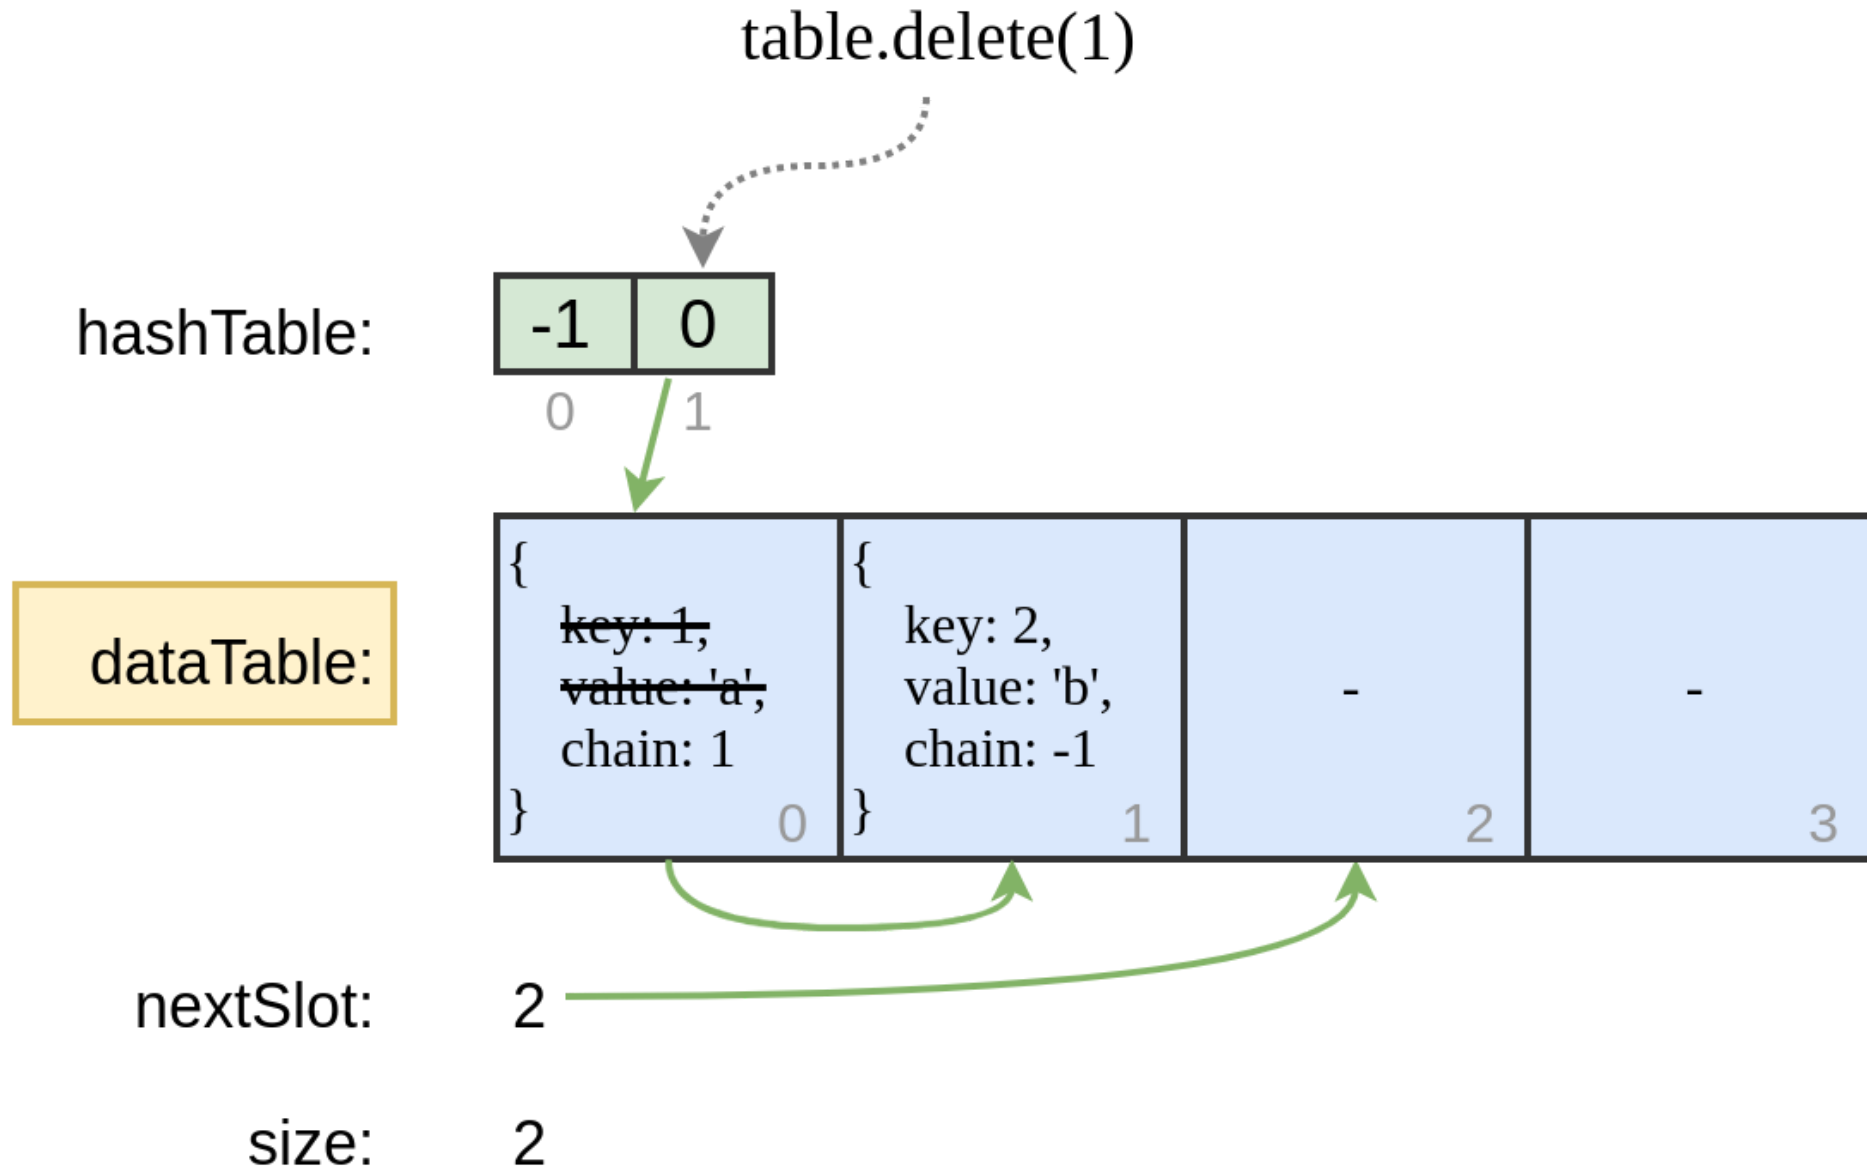 table.delete(1)
hashTable:
-1
0
0
1
dataTable:
{
key: 1,
value: 'a',
chain: 1
}
0
{
key: 2,
value: 'b',
chain: -1
}
1
-
2
-
3
nextSlot:
2
size:
2